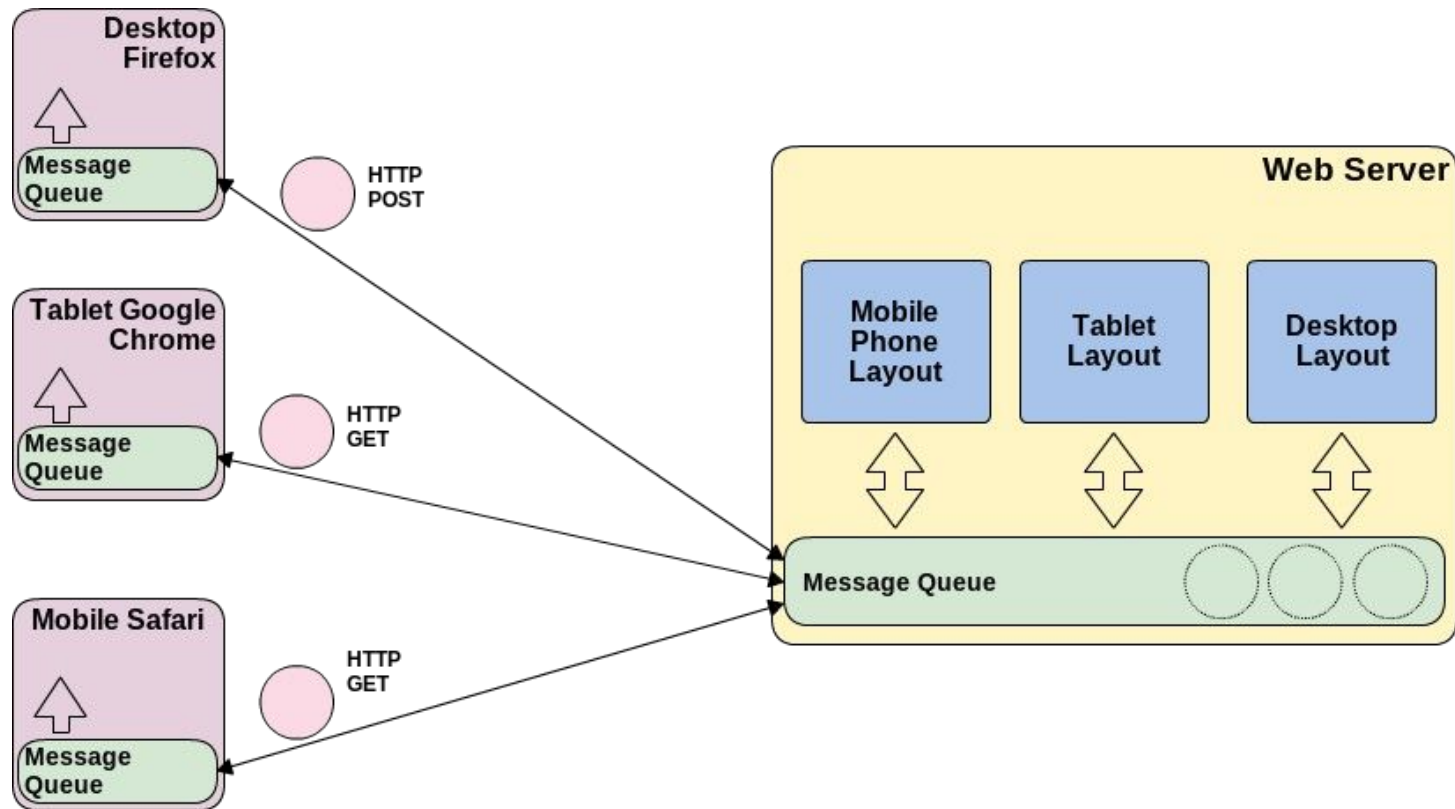 Desktop
Firefox
Message
Queue
HTTP
POST
Tablet Google
Chrome
Message
Queue
HTTP
GET
Mobile Safari
Message
Queue
HTTP
GET
Web Server
Mobile
Phone
Layout
Tablet
Layout
Desktop
Layout
Message Queue